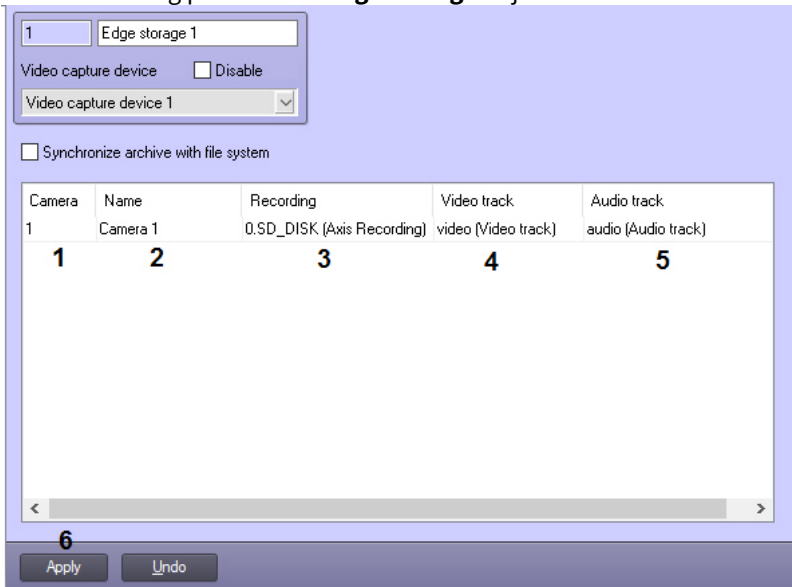 1 Edge storage 1
Video capture device Disable
Video capture device 1
Synchronize archive with file system
Camera Name Recording Video track Audio track
1 Camera 1 0.SD_DISK (Axis Recording) video (Video track) audio (Audio track)
1 2 3 4 5
6
Apply Undo